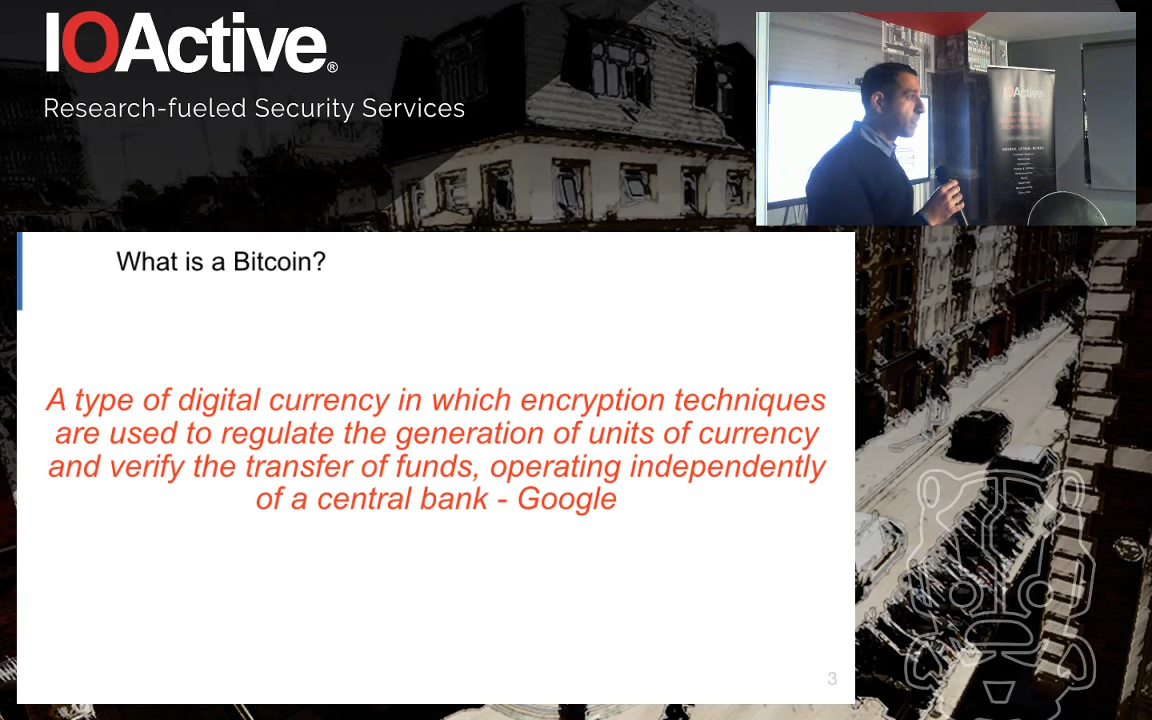 IOActive®
Research-fueled Security Services
IOActive
What is a Bitcoin?
A type of digital currency in which encryption techniques
are used to regulate the generation of units of currency
and verify the transfer of funds, operating independently
of a central bank - Google
3